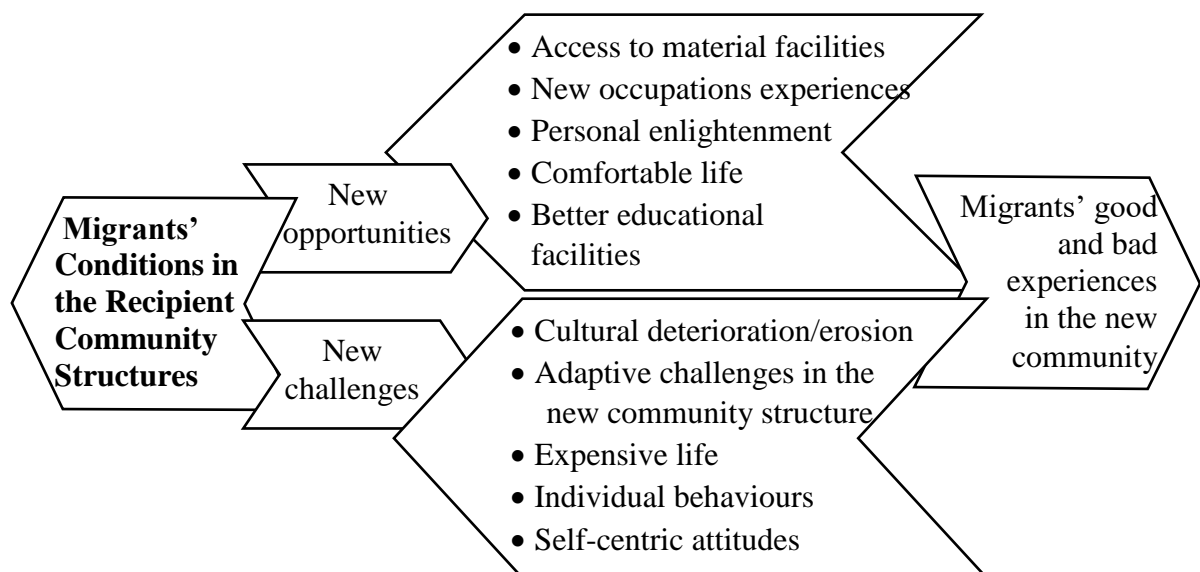 Migrants’
Conditions in
the Recipient
Community
Structures
New
opportunities
• Access to material facilities
• New occupations experiences
• Personal enlightenment
• Comfortable life
• Better educational
facilities
New
challenges
• Cultural deterioration/erosion
• Adaptive challenges in the
new community structure
• Expensive life
• Individual behaviours
• Self-centric attitudes
Migrants’ good
and bad
experiences
in the new
community